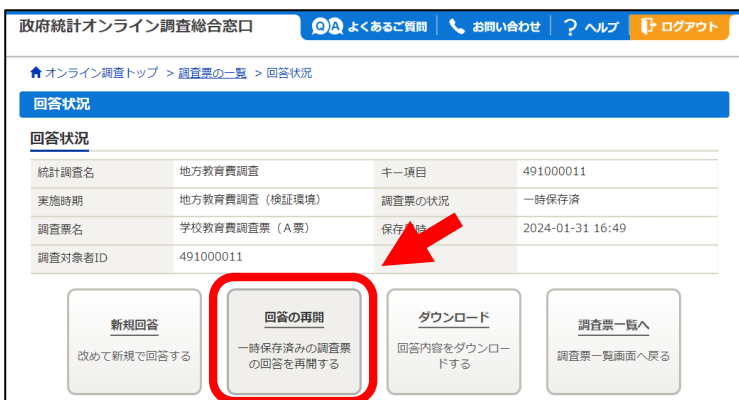 政府統計オンライン調査総合窓口
QA よくあるご質問 お問い合わせ ? ヘルプ ログアウト
オンライン調査トップ > 調査票の一覧 > 回答状況
回答状況
回答状況
統計調査名 地方教育費調査 キー項目 491000011
実施時期 地方教育費調査（検証環境） 調査票の状況 一時保存済
調査票名 学校教育費調査票（A票） 保存 時 2024-01-31 16:49
調査対象者ID 491000011
新規回答
改めて新規で回答する
回答の再開
一時保存済みの調査票
の回答を再開する
ダウンロード
回答内容をダウンロー
ドする
調査票一覧へ
調査票一覧画面へ戻る